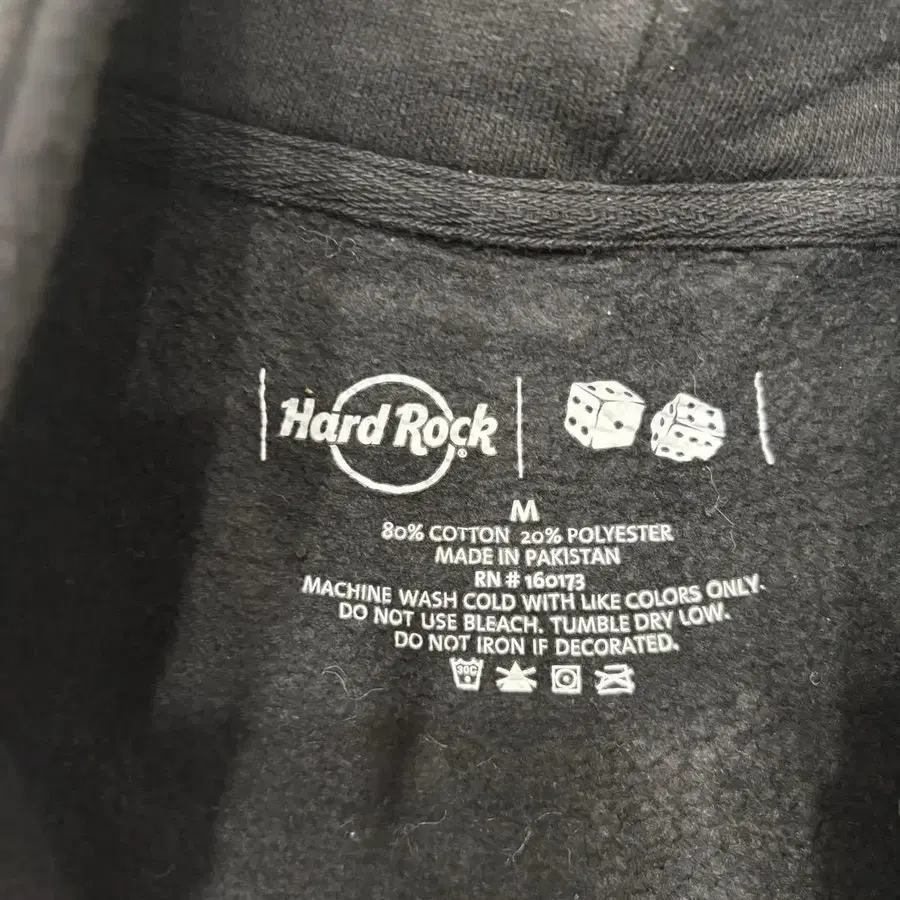 Hard Rock®
M
80% COTTON 20% POLYESTER
MADE IN PAKISTAN
RN # 160173
MACHINE WASH COLD WITH LIKE COLORS ONLY.
DO NOT USE BLEACH. TUMBLE DRY LOW.
DO NOT IRON IF DECORATED.
30C